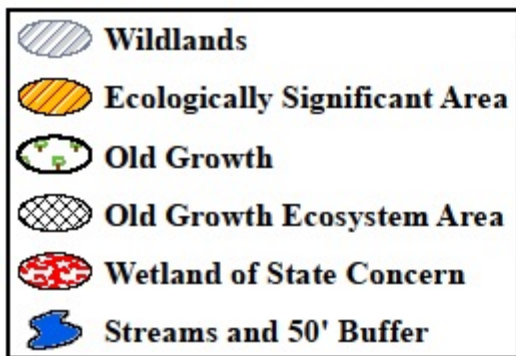 Wildlands
Ecologically Significant Area
Old Growth
Old Growth Ecosystem Area
Wetland of State Concern
Streams and 50' Buffer